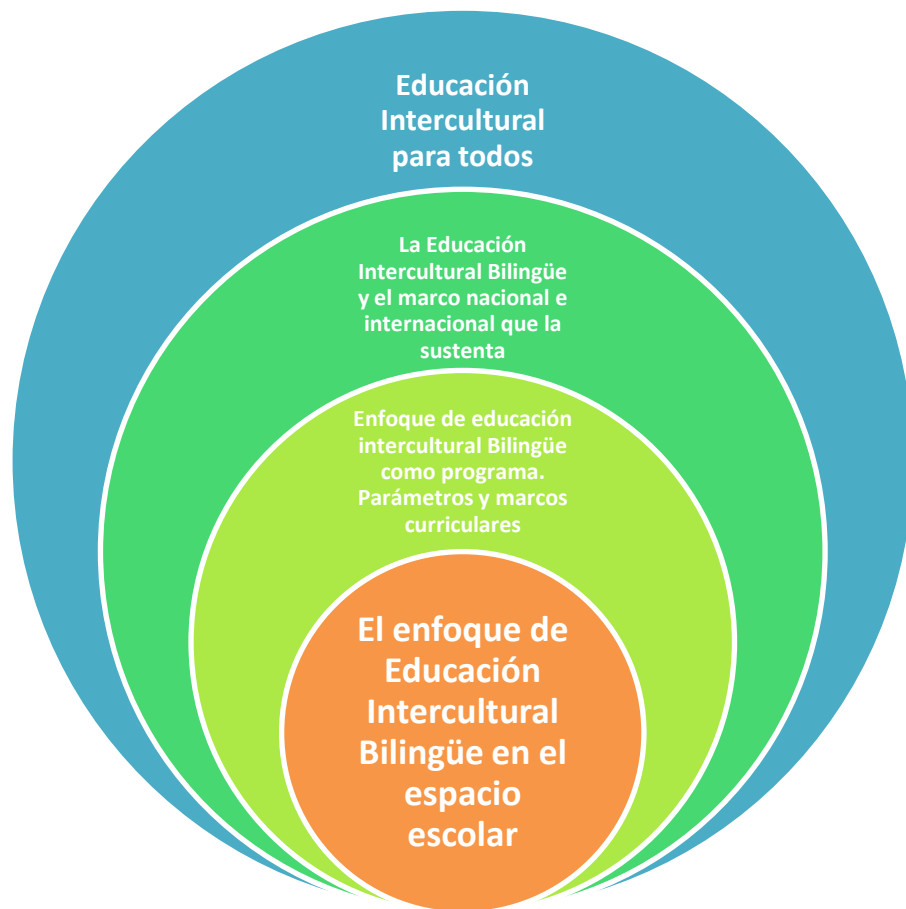 Educación
Intercultural
para todos
La Educación
Intercultural Bilingüe
y el marco nacional e
internacional que la
sustenta
Enfoque de educación
intercultural Bilingüe
como programa.
Parámetros y marcos
curriculares
El enfoque de
Educación
Intercultural
Bilingüe en el
espacio
escolar